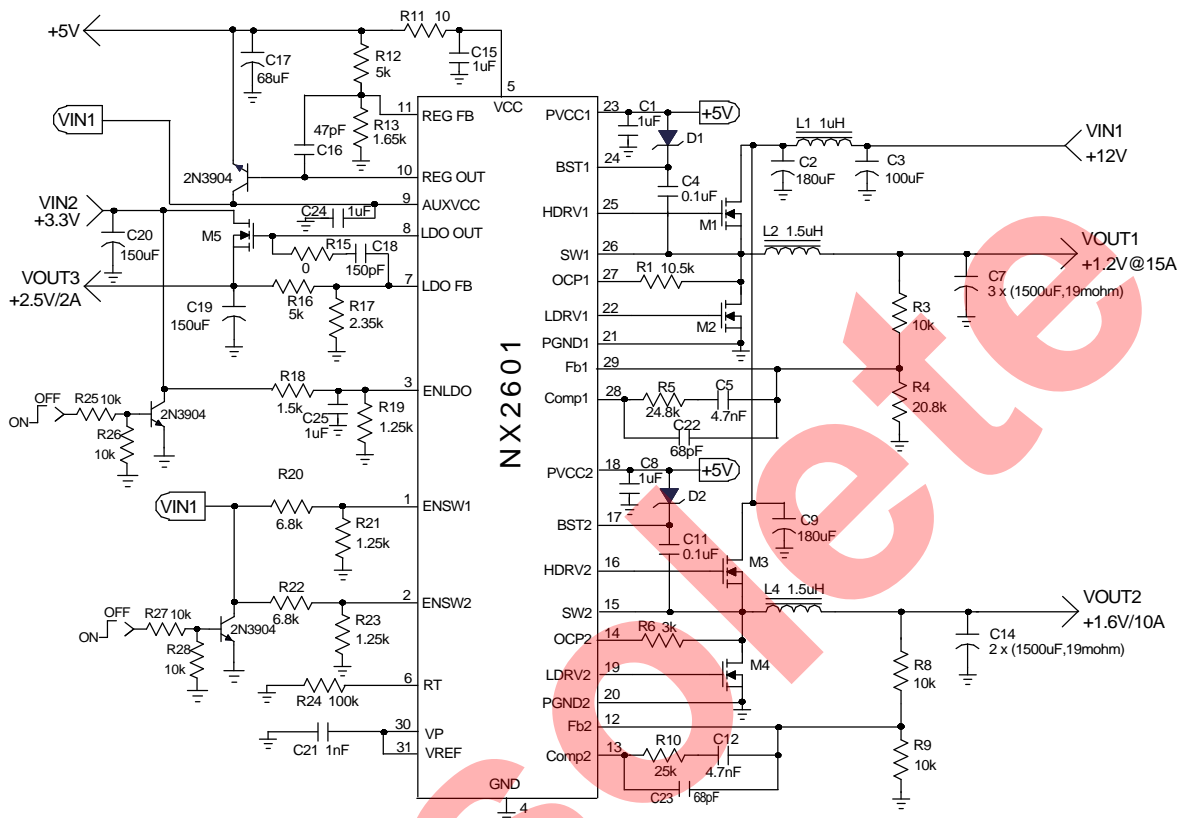 +5V
R11 10
C17
68uF
R12
5k
C15
1uF
5
VCC
VIN1
11
REG FB
47pF
C16
R13
1.65k
2N3904
10
REG OUT
9
AUXVCC
VIN2
+3.3V
C24
1uF
8
LDO OUT
C20
150uF
M5
R15
0
C18
150pF
VOUT3
+2.5V/2A
7
LDO FB
C19
150uF
R16
5k
R17
2.35k
NX2601
R18
1.5k
3
ENLDO
C25
1uF
R19
1.25k
OFF
ON
R25 10k
2N3904
R26
10k
VIN1
R20
6.8k
1
ENSW1
R21
1.25k
R22
6.8k
2
ENSW2
OFF
ON
R27 10k
2N3904
R28
10k
R23
1.25k
R24 100k
6
RT
C21 1nF
30
VP
31
VREF
GND
4
PVCC1
23
C1
1uF
+5V
D1
BST1
24
C4
0.1uF
L1 1uH
VIN1
+12V
C2
180uF
C3
100uF
HDRV1
25
M1
SW1
26
L2 1.5uH
VOUT1
+1.2V@15A
OCP1
27
R1 10.5k
C7
3 x (1500uF,19mohm)
LDRV1
22
M2
R3
10k
PGND1
21
Fb1
29
Comp1
28
R5
24.8k
C5
4.7nF
C22
68pF
R4
20.8k
PVCC2
18
C8
1uF
+5V
D2
BST2
17
C11
0.1uF
C9
180uF
HDRV2
16
M3
SW2
15
L4 1.5uH
VOUT2
+1.6V/10A
OCP2
14
R6 3k
C14
2 x (1500uF,19mohm)
LDRV2
19
M4
R8
10k
PGND2
20
Fb2
12
Comp2
13
R10
25k
C12
4.7nF
C23
68pF
R9
10k
solete